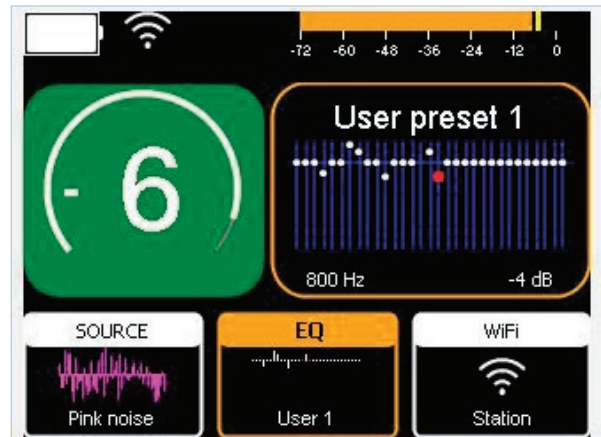 -72 -60 -48 -36 -24 -12 0
- 6
User preset 1
800 Hz -4 dB
SOURCE EQ WiFi
Pink noise User 1 Station